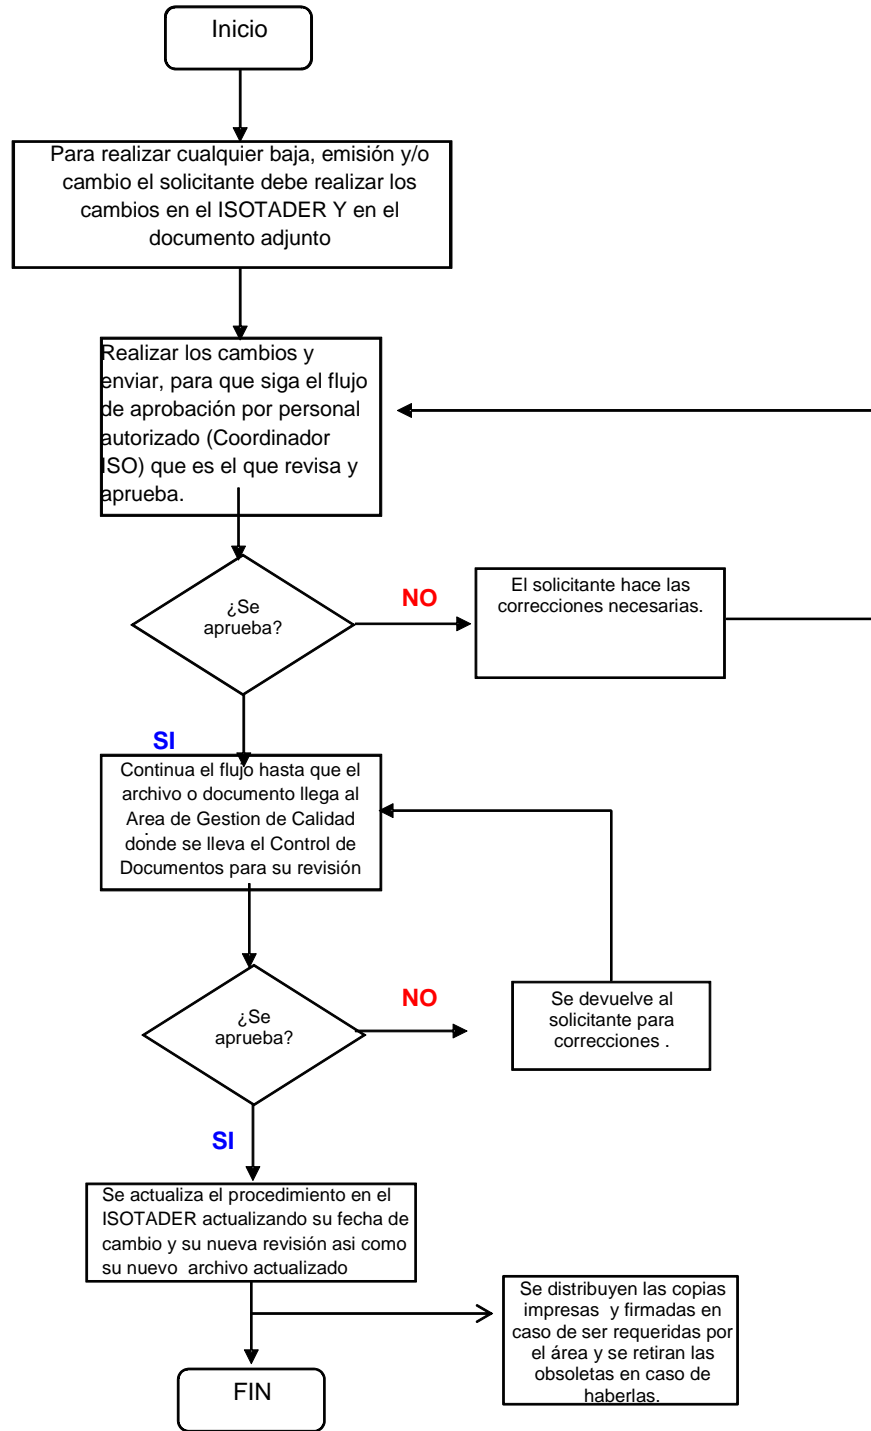 Inicio
Para realizar cualquier baja, emisión y/o
cambio el solicitante debe realizar los
cambios en el ISOTADER Y en el
documento adjunto
Realizar los cambios y
enviar, para que siga el flujo
de aprobación por personal
autorizado (Coordinador
ISO) que es el que revisa y
aprueba.
¿Se
aprueba?
NO
El solicitante hace las
correcciones necesarias.
SI
Continua el flujo hasta que el
archivo o documento llega al
Area de Gestion de Calidad
donde se lleva el Control de
Documentos para su revisión
¿Se
aprueba?
NO
Se devuelve al
solicitante para
correcciones .
SI
Se actualiza el procedimiento en el
ISOTADER actualizando su fecha de
cambio y su nueva revisión asi como
su nuevo archivo actualizado
Se distribuyen las copias
impresas y firmadas en
caso de ser requeridas por
el área y se retiran las
obsoletas en caso de
haberlas.
FIN